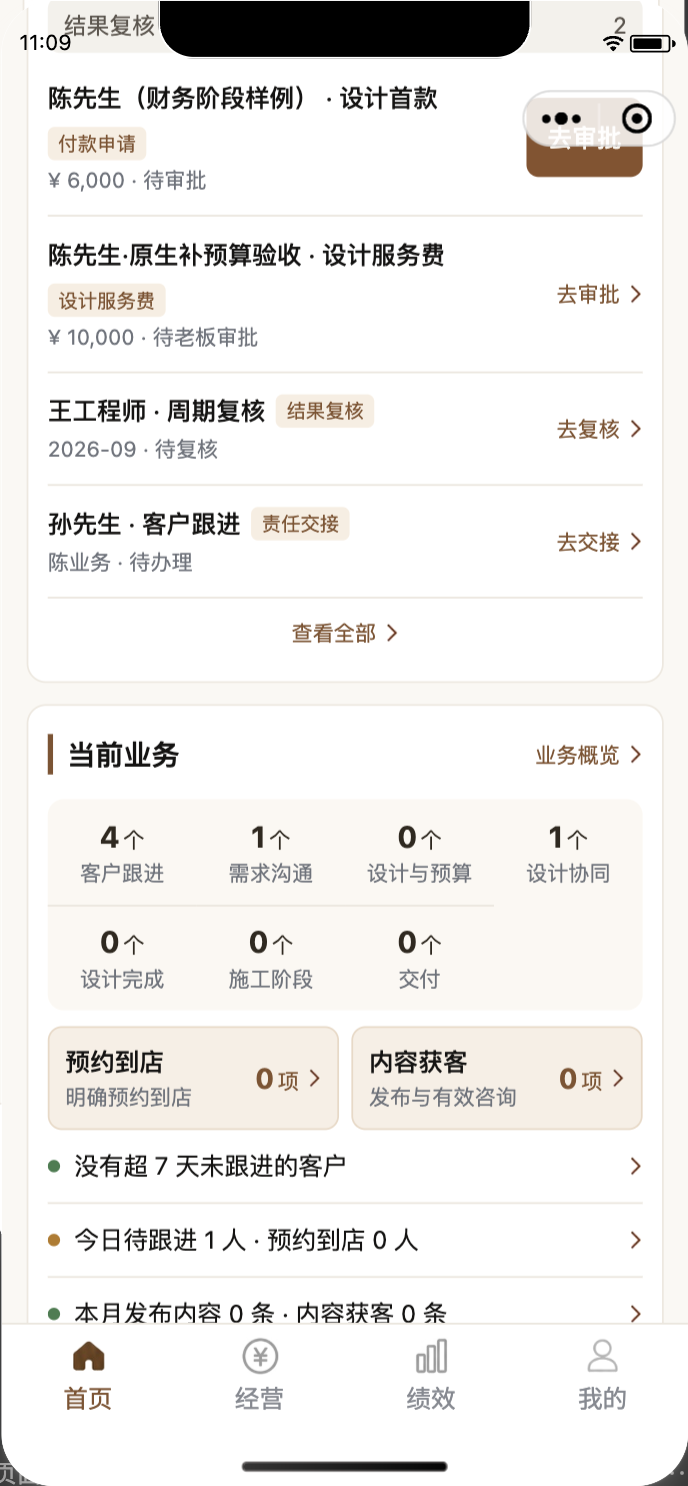 结果复核
2
11:09
陈先生（财务阶段样例） · 设计首款
付款申请
¥ 6,000 · 待审批
去审批
陈先生·原生补预算验收 · 设计服务费
设计服务费
¥ 10,000 · 待老板审批
去审批
王工程师 · 周期复核 结果复核
2026-09 · 待复核
去复核
孙先生 · 客户跟进 责任交接
陈业务 · 待办理
去交接
查看全部
当前业务
业务概览
4个 1个 0个 1个
客户跟进 需求沟通 设计与预算 设计协同
0个 0个 0个
设计完成 施工阶段 交付
预约到店
明确预约到店
0项
内容获客
发布与有效咨询
0项
没有超 7 天未跟进的客户
今日待跟进 1 人 · 预约到店 0 人
本月发布内容 0 条 · 内容获客 0 条
首页 经营 绩效 我的